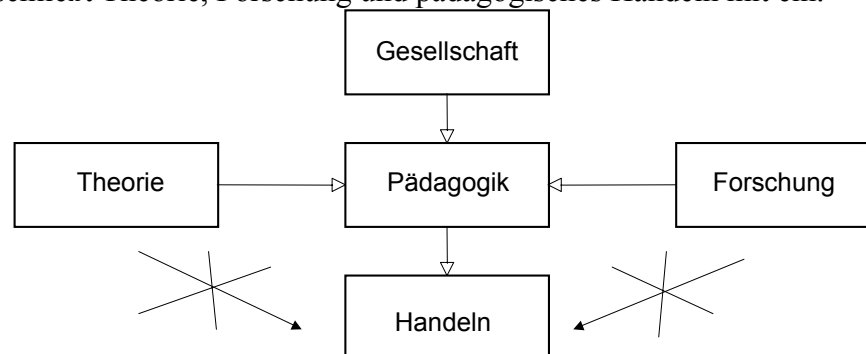 Theorie, Forschung und pädagogisches Handeln mit ein.
Gesellschaft
Theorie
Pädagogik
Forschung
Handeln